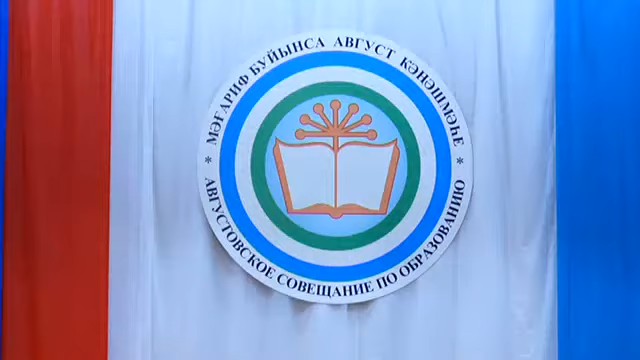 МӘҒАРИФ БУЙЫНСА АВГУСТ КӘҢӘШМӘҺЕ
АВГУСТОВСКОЕ СОВЕЩАНИЕ ПО ОБРАЗОВАНИЮ